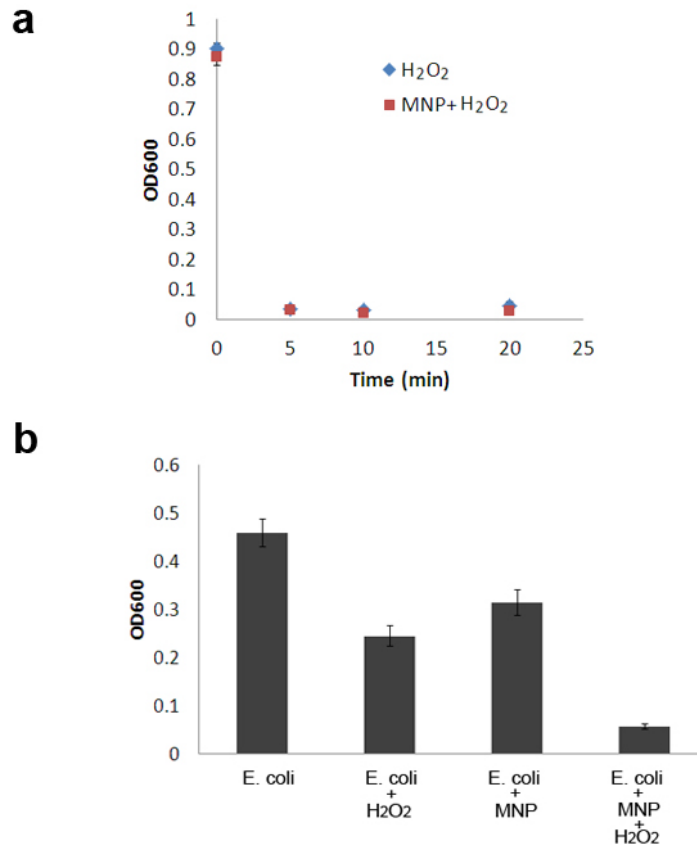 a
1
0.9
0.8
0.7
0.6
0.5
0.4
0.3
0.2
0.1
0
OD600
H2O2
MNP+H2O2
0 5 10 15 20 25
Time (min)
b
0.6
0.5
0.4
0.3
0.2
0.1
0
OD600
E. coli
E. coli
+
H2O2
E. coli
+
MNP
E. coli
+
MNP
+
H2O2